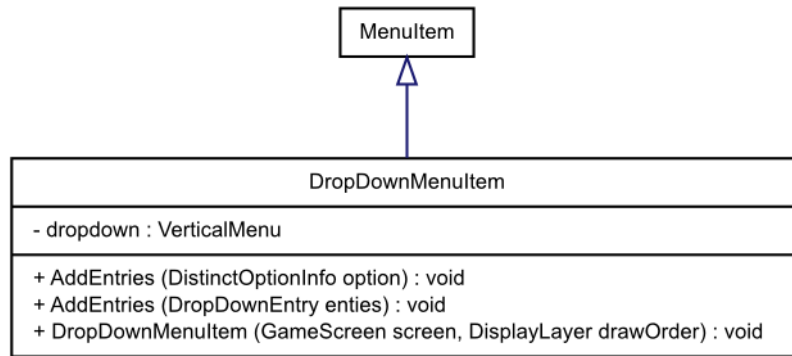 MenuItem
DropDownMenuItem
- dropdown : VerticalMenu
+ AddEntries (DistinctOptionInfo option) : void
+ AddEntries (DropDownEntry enties) : void
+ DropDownMenuItem (GameScreen screen, DisplayLayer drawOrder) : void